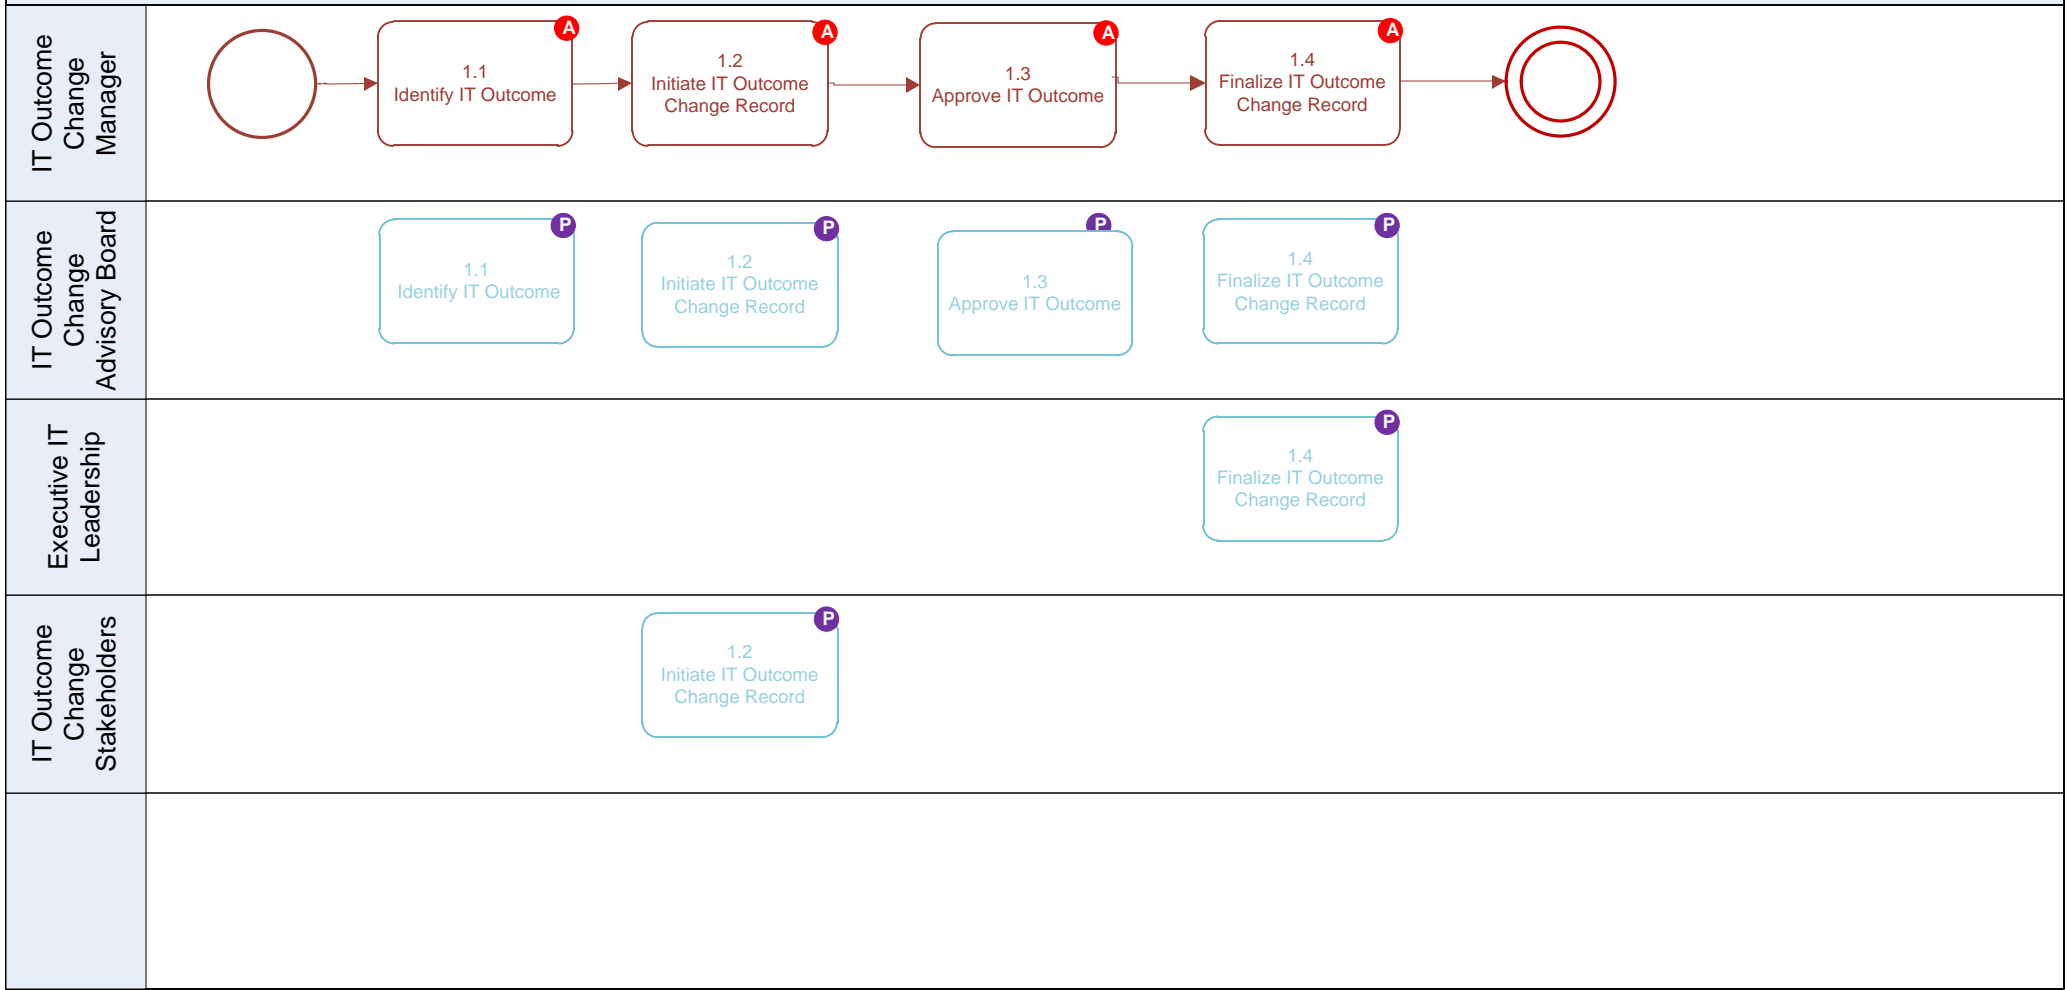 IT Outcome
Change
Manager
A
1.1
Identify IT Outcome
A
1.2
Initiate IT Outcome
Change Record
A
1.3
Approve IT Outcome
A
1.4
Finalize IT Outcome
Change Record
IT Outcome
Change
Advisory Board
P
1.1
Identify IT Outcome
P
1.2
Initiate IT Outcome
Change Record
P
1.3
Approve IT Outcome
P
1.4
Finalize IT Outcome
Change Record
Executive IT
Leadership
P
1.4
Finalize IT Outcome
Change Record
IT Outcome
Change
Stakeholders
P
1.2
Initiate IT Outcome
Change Record